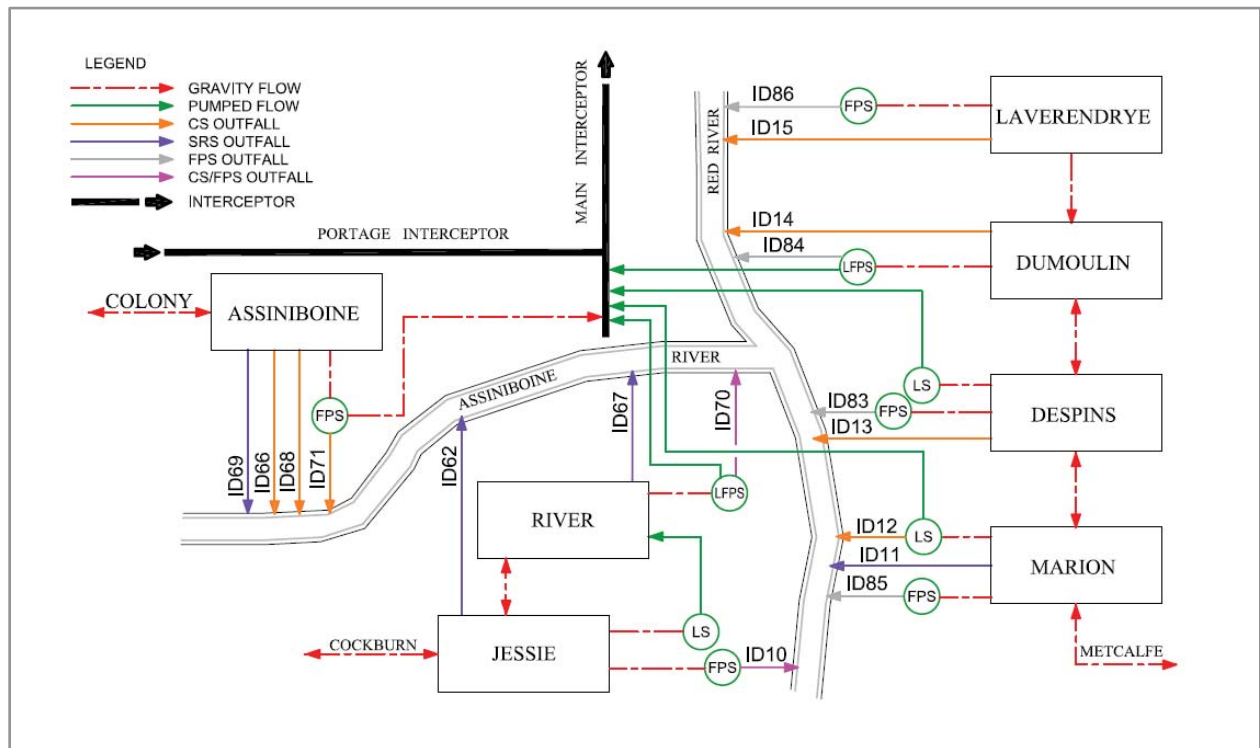 LEGEND
GRAVITY FLOW
PUMPED FLOW
CS OUTFALL
SRS OUTFALL
FPS OUTFALL
CS/FPS OUTFALL
INTERCEPTOR
MAIN INTERCEPTOR
PORTAGE INTERCEPTOR
RED RIVER
ID86
FPS
LAVERENDRYE
ID15
ID14
ID84
LFPS
DUMOULIN
COLONY
ASSINIBOINE
FPS
ID69
ID66
ID68
ID71
ASSINIBOINE
RIVER
ID62
ID67
ID70
LS
ID83
FPS
DESPINS
ID13
RIVER
LFPS
ID12
LS
ID11
MARION
ID85
FPS
COCKBURN
JESSIE
LS
FPS
ID10
METCALFE